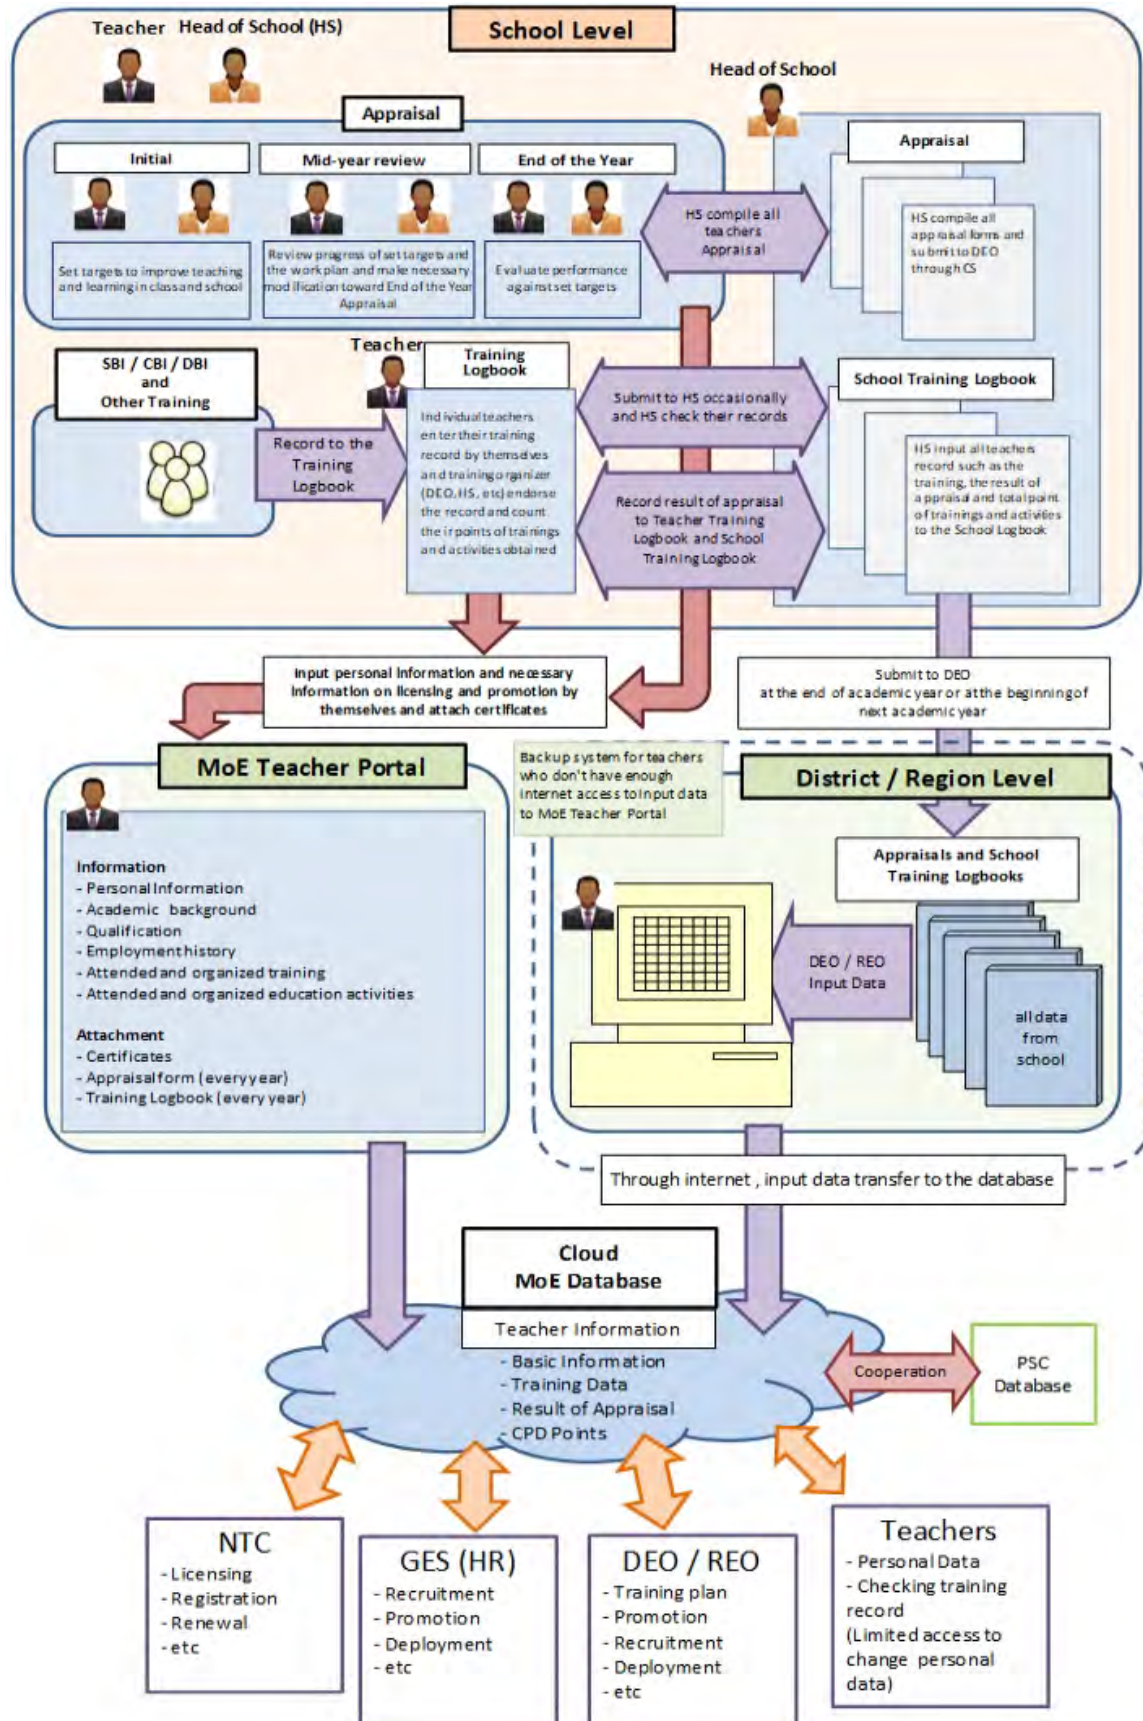 School Level
Teacher
Head of School (HS)
Head of School
Appraisal
Initial
Set targets to improve teaching
and learning in class and school
Mid-year review
Review progress of set targets and
the work plan and make necessary
modification toward End of the Year
Appraisal
End of the Year
Evaluate performance
against set targets
HS compile all
teachers
Appraisal
Appraisal
HS compile all
appraisal forms and
submit to DEO
through CS
SBI / CBI / DBI
and
Other Training
Record to the
Training
Logbook
Teacher
Training
Logbook
Individual teachers
enter their training
record by themselves
and training organizer
(DEO, HS, etc) endorse
the record and count
their points of trainings
and activities obtained
Submit to HS occasionally
and HS check their records
Record result of appraisal
to Teacher Training
Logbook and School
Training Logbook
School Training Logbook
HS input all teachers
record such as the
training, the result of
appraisal and total point
of trainings and activities
to the School Logbook
Input personal information and necessary
information on licensing and promotion by
themselves and attach certificates
Submit to DEO
at the end of academic year or at the beginning of
next academic year
MoE Teacher Portal
Information
- Personal Information
- Academic background
- Qualification
- Employment history
- Attended and organized training
- Attended and organized education activities
Attachment
- Certificates
- Appraisal form (every year)
- Training Logbook (every year)
Backup system for teachers
who don't have enough
internet access to input data
to MoE Teacher Portal
District / Region Level
Appraisals and School
Training Logbooks
DEO / REO
Input Data
all data
from
school
Through internet , input data transfer to the database
Cloud
MoE Database
Teacher Information
- Basic Information
- Training Data
- Result of Appraisal
- CPD Points
Cooperation
PSC
Database
NTC
- Licensing
- Registration
- Renewal
- etc
GES (HR)
- Recruitment
- Promotion
- Deployment
- etc
DEO / REO
- Training plan
- Promotion
- Recruitment
- Deployment
- etc
Teachers
- Personal Data
- Checking training
record
(Limited access to
change personal
data)